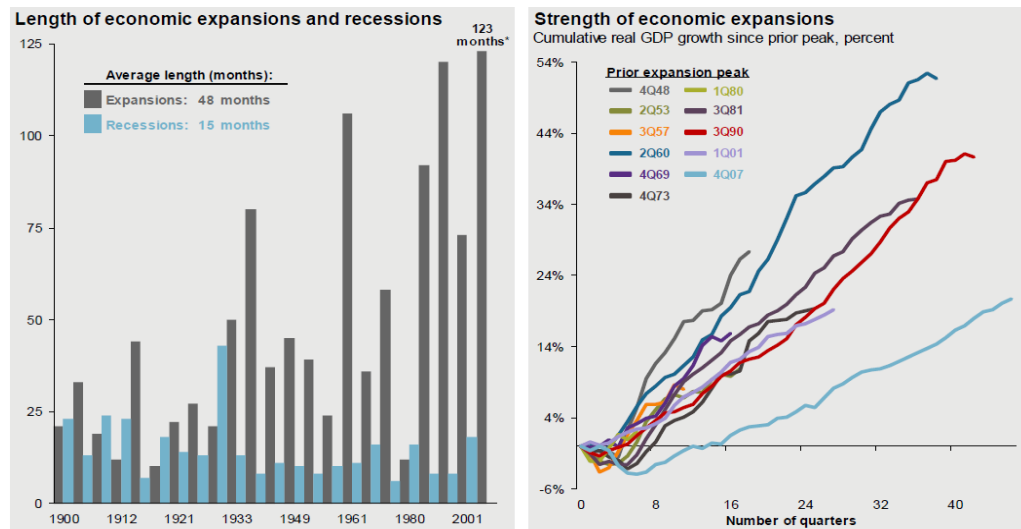 Length of economic expansions and recessions
123
months*
125
Average length (months):
Expansions: 48 months
Recessions: 15 months
100
75
50
25
0
1900 1912 1921 1933 1949 1961 1980 2001
Strength of economic expansions
Cumulative real GDP growth since prior peak, percent
54%
Prior expansion peak
4Q48 1Q80
2Q53 3Q81
3Q57 3Q90
2Q60 1Q01
4Q69 4Q07
4Q73
44%
34%
24%
14%
4%
-6%
0 8 16 24 32 40
Number of quarters